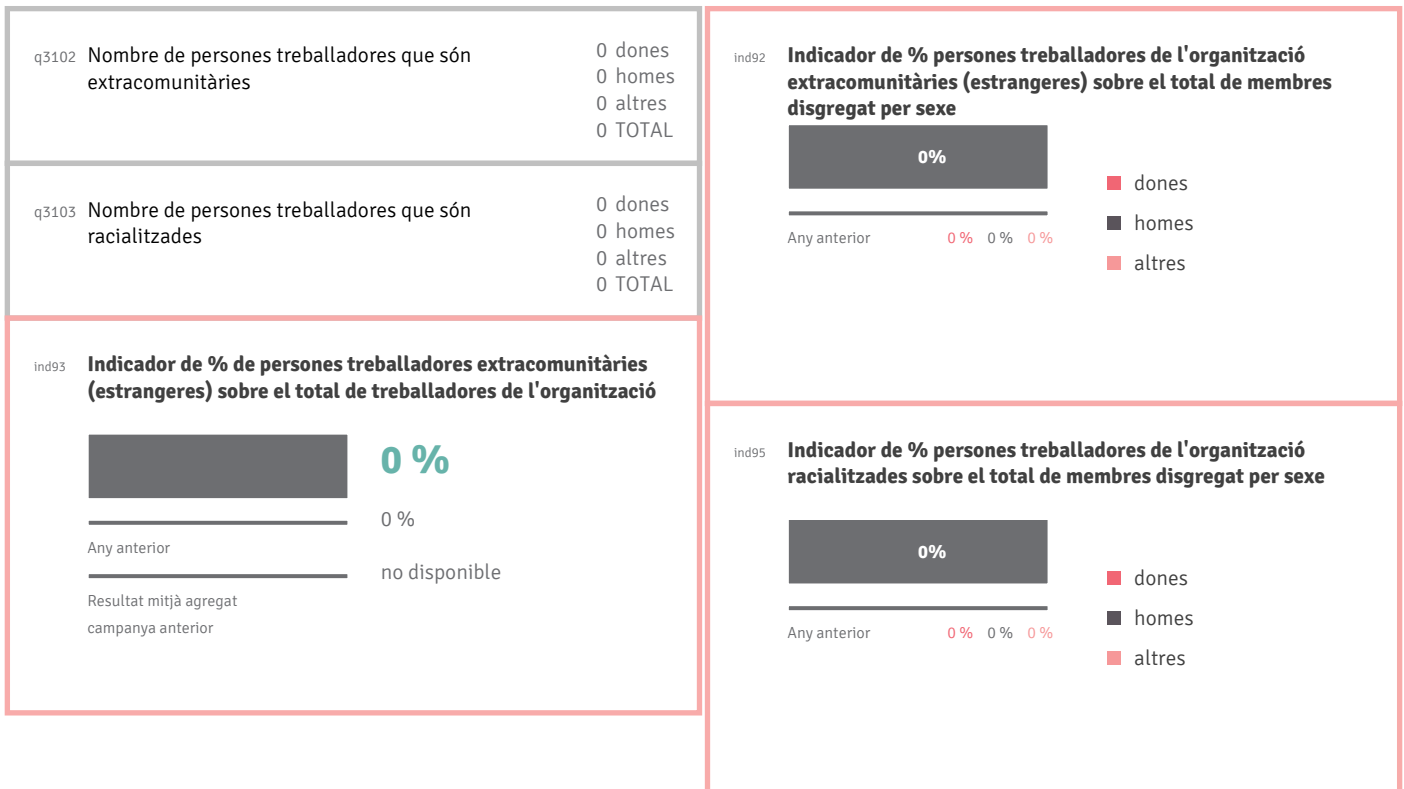 q3102 Nombre de persones treballadores que són
extracomunitàries
0 dones
0 homes
0 altres
0 TOTAL
q3103 Nombre de persones treballadores que són
racialitzades
0 dones
0 homes
0 altres
0 TOTAL
ind93 Indicador de % de persones treballadores extracomunitàries
(estrangeres) sobre el total de treballadores de l'organització
0 %
0 %
Any anterior
no disponible
Resultat mitjà agregat
campanya anterior
ind92 Indicador de % persones treballadores de l'organització
extracomunitàries (estrangeres) sobre el total de membres
disgregat per sexe
0%
dones
homes
altres
Any anterior 0 % 0 % 0 %
ind95 Indicador de % persones treballadores de l'organització
racialitzades sobre el total de membres disgregat per sexe
0%
dones
homes
altres
Any anterior 0 % 0 % 0 %